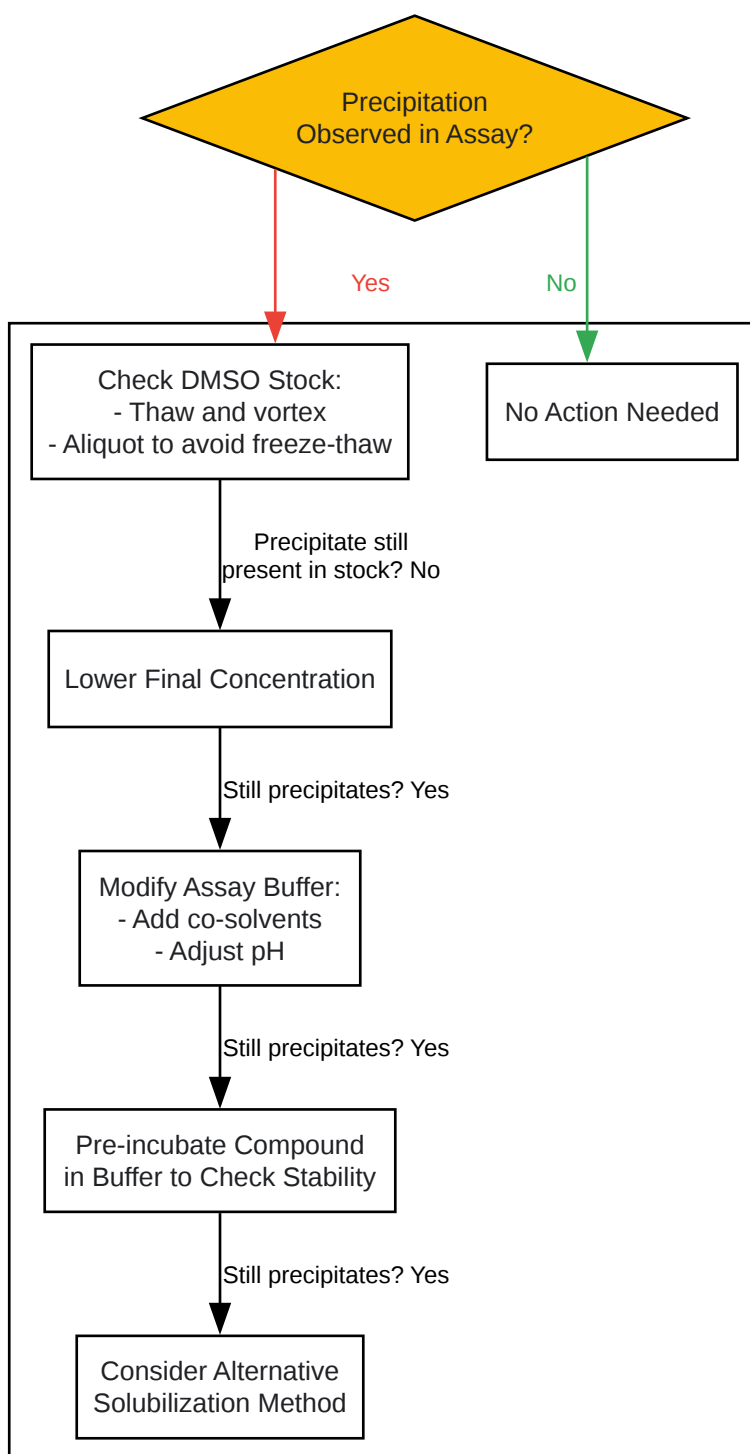 Precipitation
Observed in Assay?
Yes
No
Check DMSO Stock:
- Thaw and vortex
- Aliquot to avoid freeze-thaw
No Action Needed
Precipitate still
present in stock? No
Lower Final Concentration
Still precipitates? Yes
Modify Assay Buffer:
- Add co-solvents
- Adjust pH
Still precipitates? Yes
Pre-incubate Compound
in Buffer to Check Stability
Still precipitates? Yes
Consider Alternative
Solubilization Method